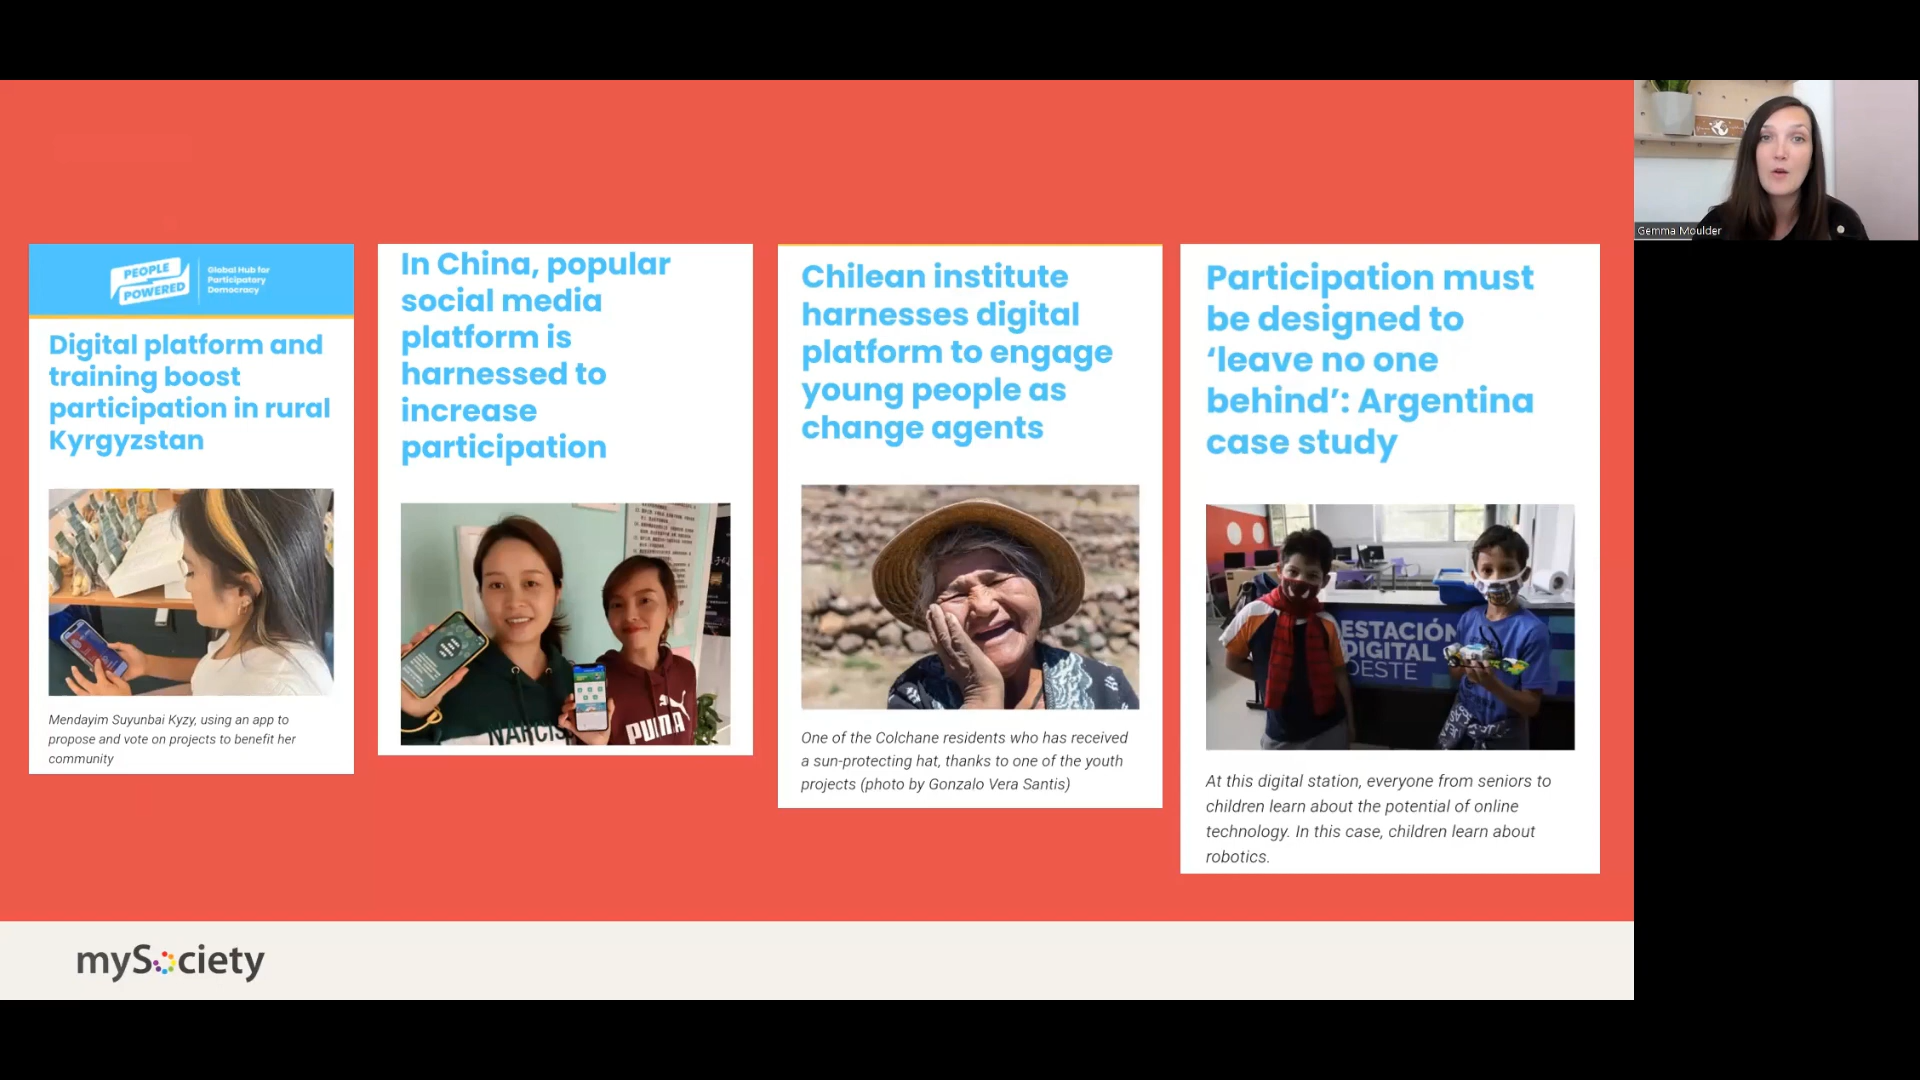 PEOPLE
POWERED
Global Hub for
Participatory
Democracy
Digital platform and
training boost
participation in rural
Kyrgyzstan
Mendayim Suyunbai Kyzy, using an app to
propose and vote on projects to benefit her
community
In China, popular
social media
platform is
harnessed to
increase
participation
NARCIS
PUMA
Chilean institute
harnesses digital
platform to engage
young people as
change agents
One of the Colchane residents who has received
a sun-protecting hat, thanks to one of the youth
projects (photo by Gonzalo Vera Santis)
Participation must
be designed to
‘leave no one
behind’: Argentina
case study
ESTACIÓN
DIGITAL
OESTE
At this digital station, everyone from seniors to
children learn about the potential of online
technology. In this case, children learn about
robotics.
mySociety
Gemma Moulder